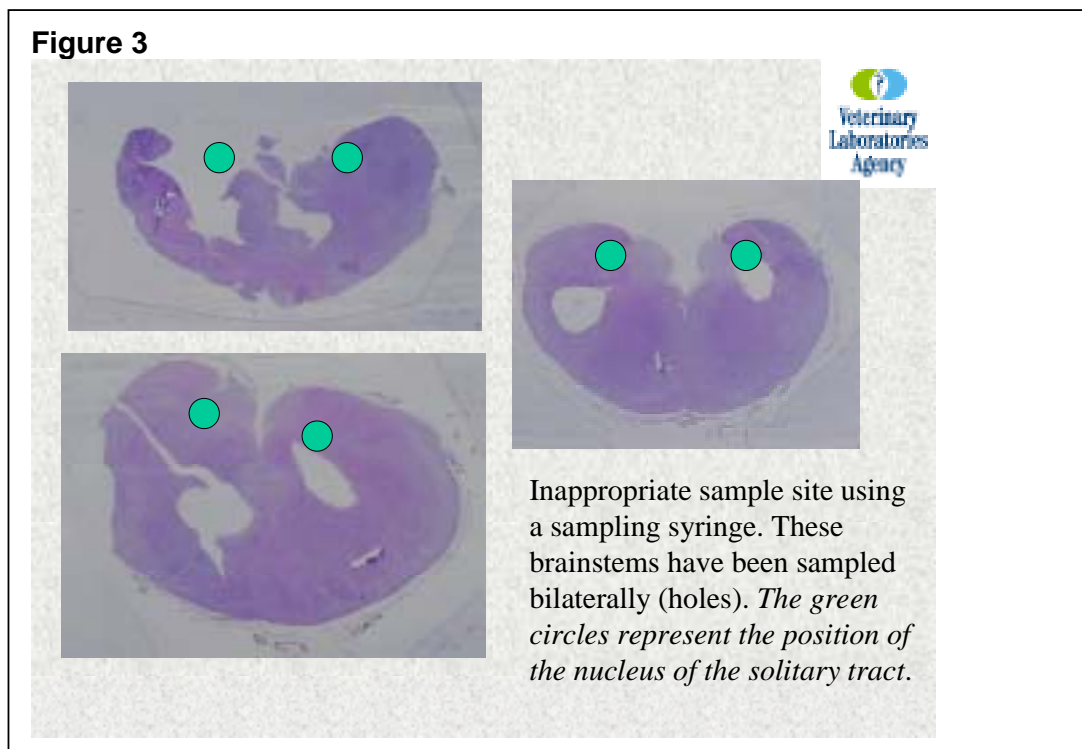 Figure 3
Veterinary
Laboratories
Agency
Inappropriate sample site using
a sampling syringe. These
brainstems have been sampled
bilaterally (holes). The green
circles represent the position of
the nucleus of the solitary tract.